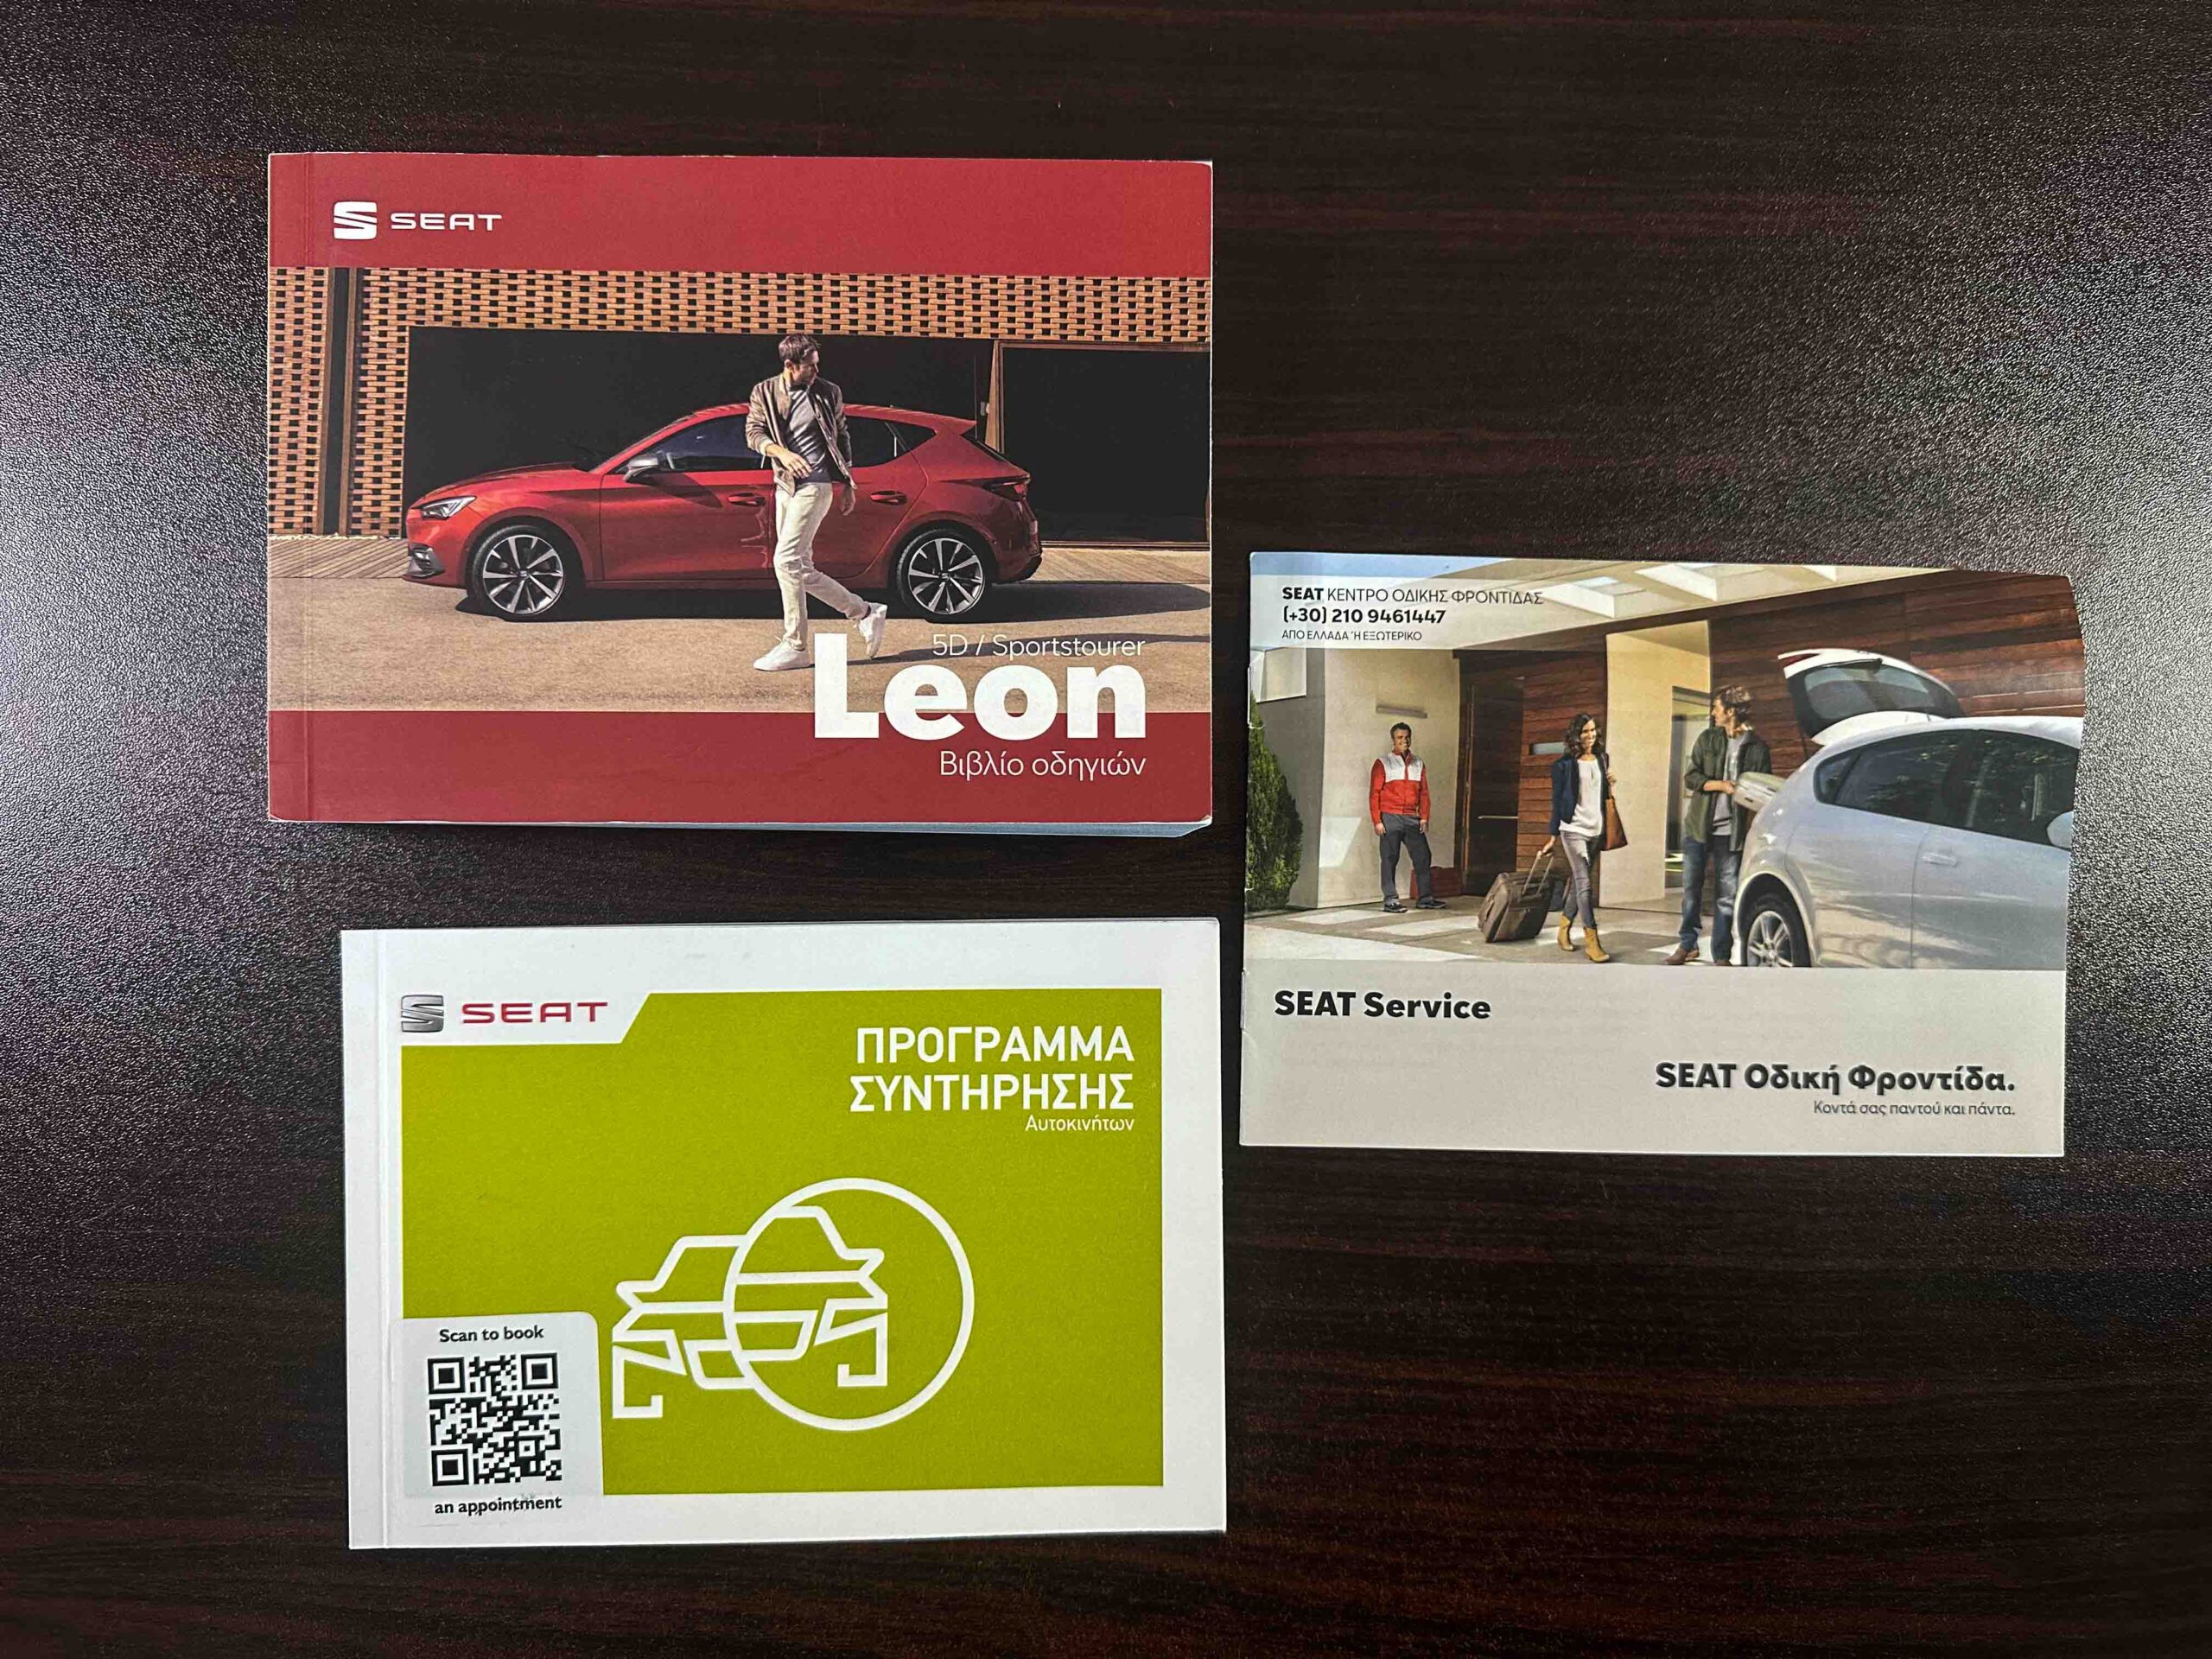 SEAT
5D / Sportstourer
Leon
Βιβλίο οδηγιών
SEAT ΚΕΝΤΡΟ ΟΔΙΚΗΣ ΦΡΟΝΤΙΔΑΣ
(+30) 210 9461447
ΑΠΟ ΕΛΛΑΔΑ Ή ΕΞΩΤΕΡΙΚΟ
SEAT Service
SEAT Οδική Φροντίδα.
Κοντά σας παντού και πάντα.
SEAT
ΠΡΟΓΡΑΜΜΑ
ΣΥΝΤΗΡΗΣΗΣ
Αυτοκινήτων
Scan to book
an appointment